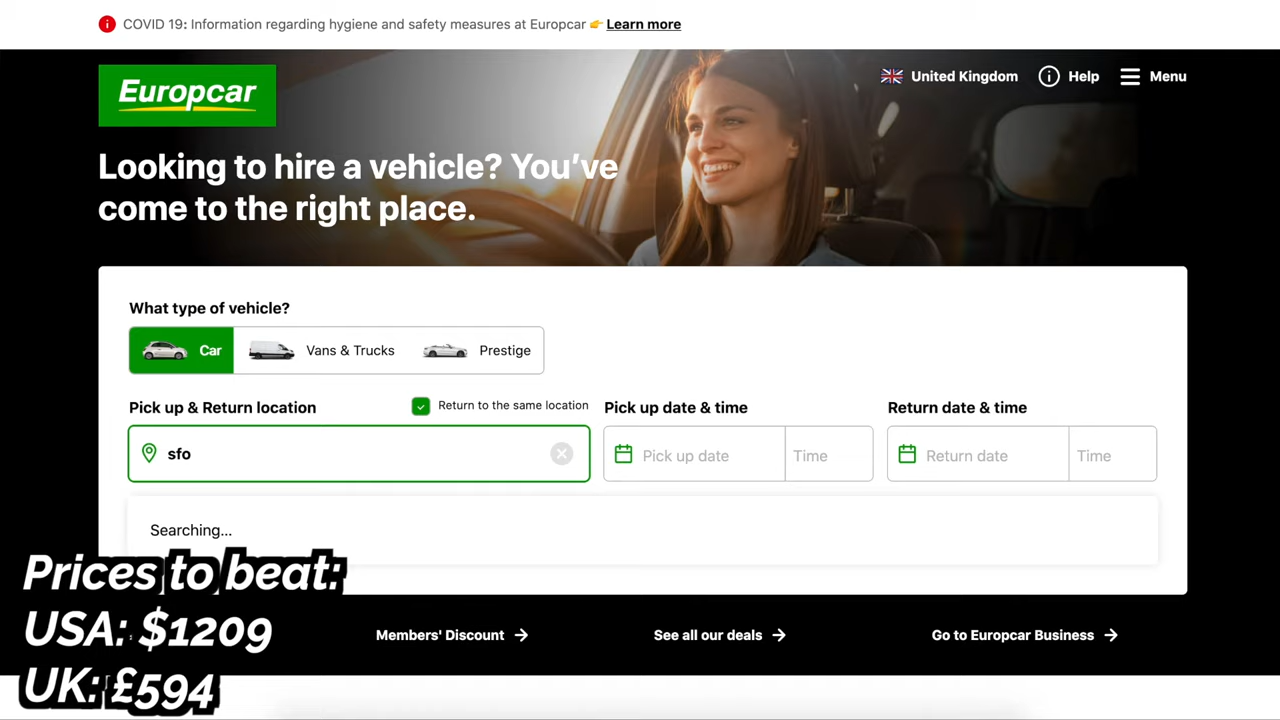 COVID 19: Information regarding hygiene and safety measures at Europcar 👉 Learn more
Europcar
United Kingdom
Help
Menu
Looking to hire a vehicle? You’ve
come to the right place.
What type of vehicle?
Car
Vans & Trucks
Prestige
Pick up & Return location
Return to the same location
Pick up date & time
Return date & time
sfo
Pick up date
Time
Return date
Time
Searching...
Prices to beat:
USA: $1209
UK: £594
Members' Discount →
See all our deals →
Go to Europcar Business →